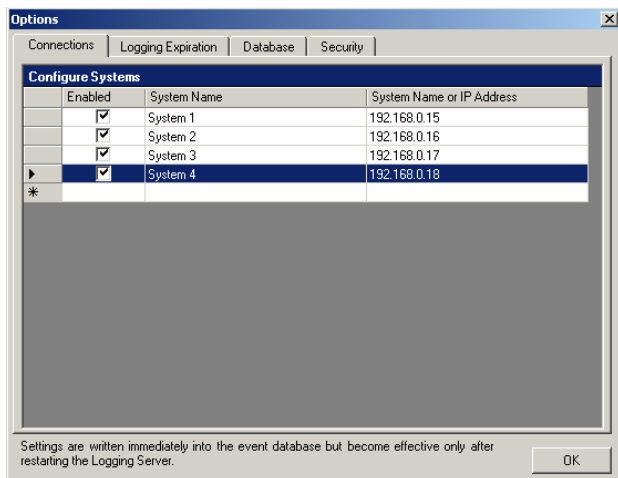 Options
Connections Logging Expiration Database Security
Configure Systems
Enabled System Name System Name or IP Address
System 1 192.168.0.15
System 2 192.168.0.16
System 3 192.168.0.17
System 4 192.168.0.18
Settings are written immediately into the event database but become effective only after
restarting the Logging Server.
OK